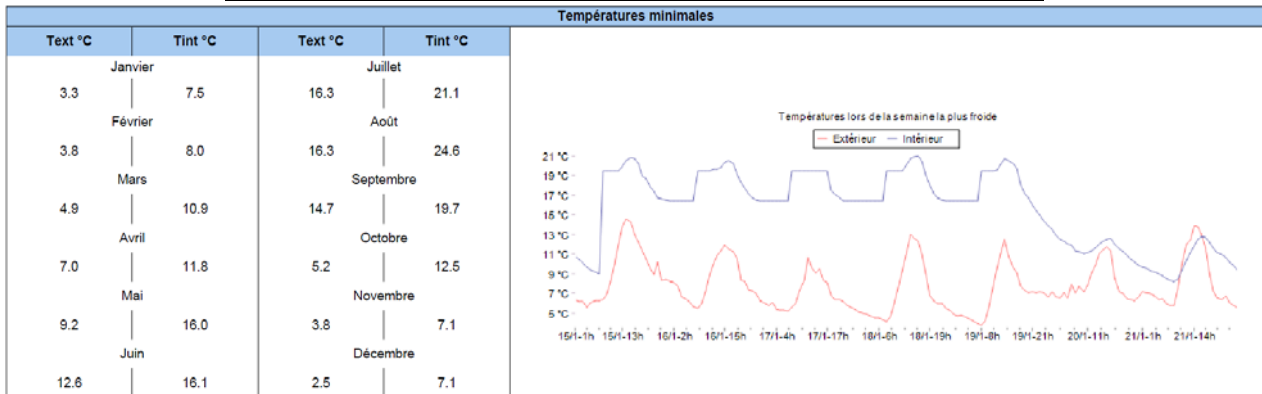 Températures minimales
Text °C Tint °C Text °C Tint °C
Janvier Juillet
3.3 7.5 16.3 21.1
Février Août
3.8 8.0 16.3 24.6
Mars Septembre
4.9 10.9 14.7 19.7
Avril Octobre
7.0 11.8 5.2 12.5
Mai Novembre
9.2 16.0 3.8 7.1
Juin Décembre
12.6 16.1 2.5 7.1
Températures lors de la semaine la plus froide
Extérieur Intérieur
21 °C
19 °C
17 °C
15 °C
13 °C
11 °C
9 °C
7 °C
5 °C
15/1-1h 15/1-13h 16/1-2h 16/1-15h 17/1-4h 17/1-17h 18/1-6h 18/1-19h 19/1-8h 19/1-21h 20/1-11h 21/1-1h 21/1-14h